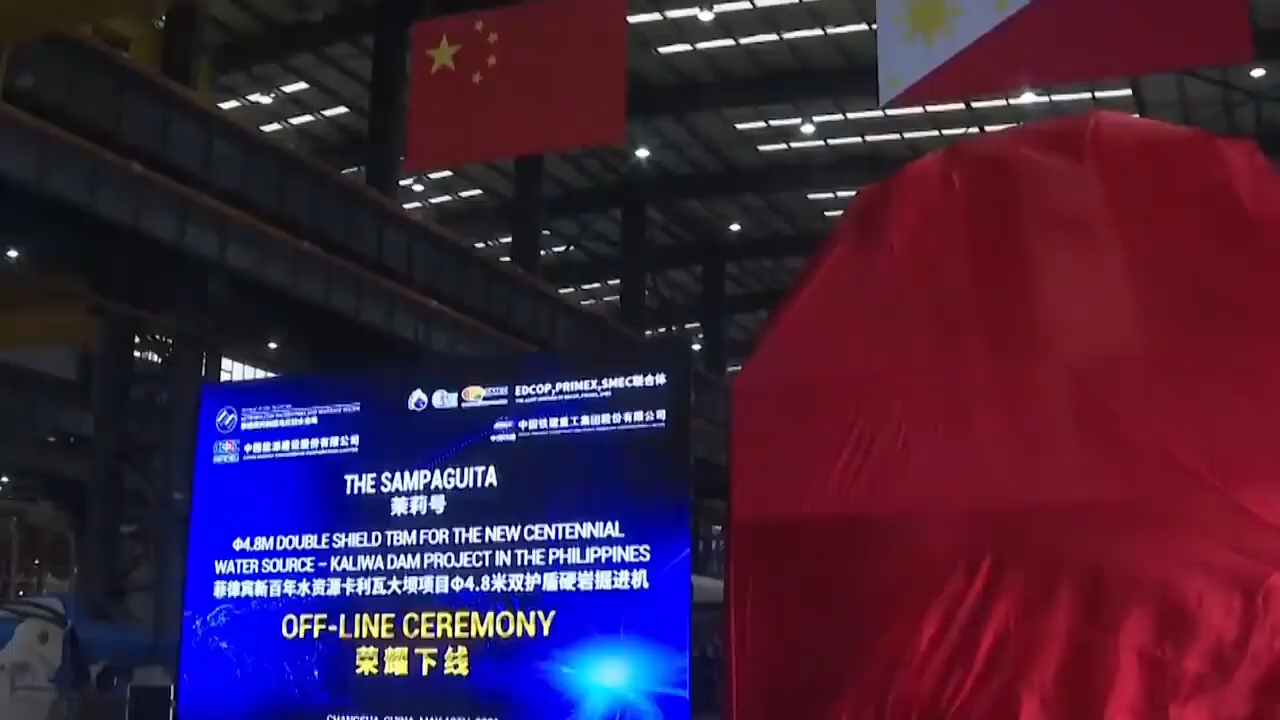 EDCOP,PRIMEX,SMEC联合体
中国铁建重工集团股份有限公司
中国能源建设股份有限公司
THE SAMPAGUITA
茉莉号
Φ4.8M DOUBLE SHIELD TBM FOR THE NEW CENTENNIAL
WATER SOURCE – KALIWA DAM PROJECT IN THE PHILIPPINES
菲律宾新百年水资源卡利瓦大坝项目Φ4.8米双护盾硬岩掘进机
OFF-LINE CEREMONY
荣耀下线
CHANGSHA, CHINA, MAY